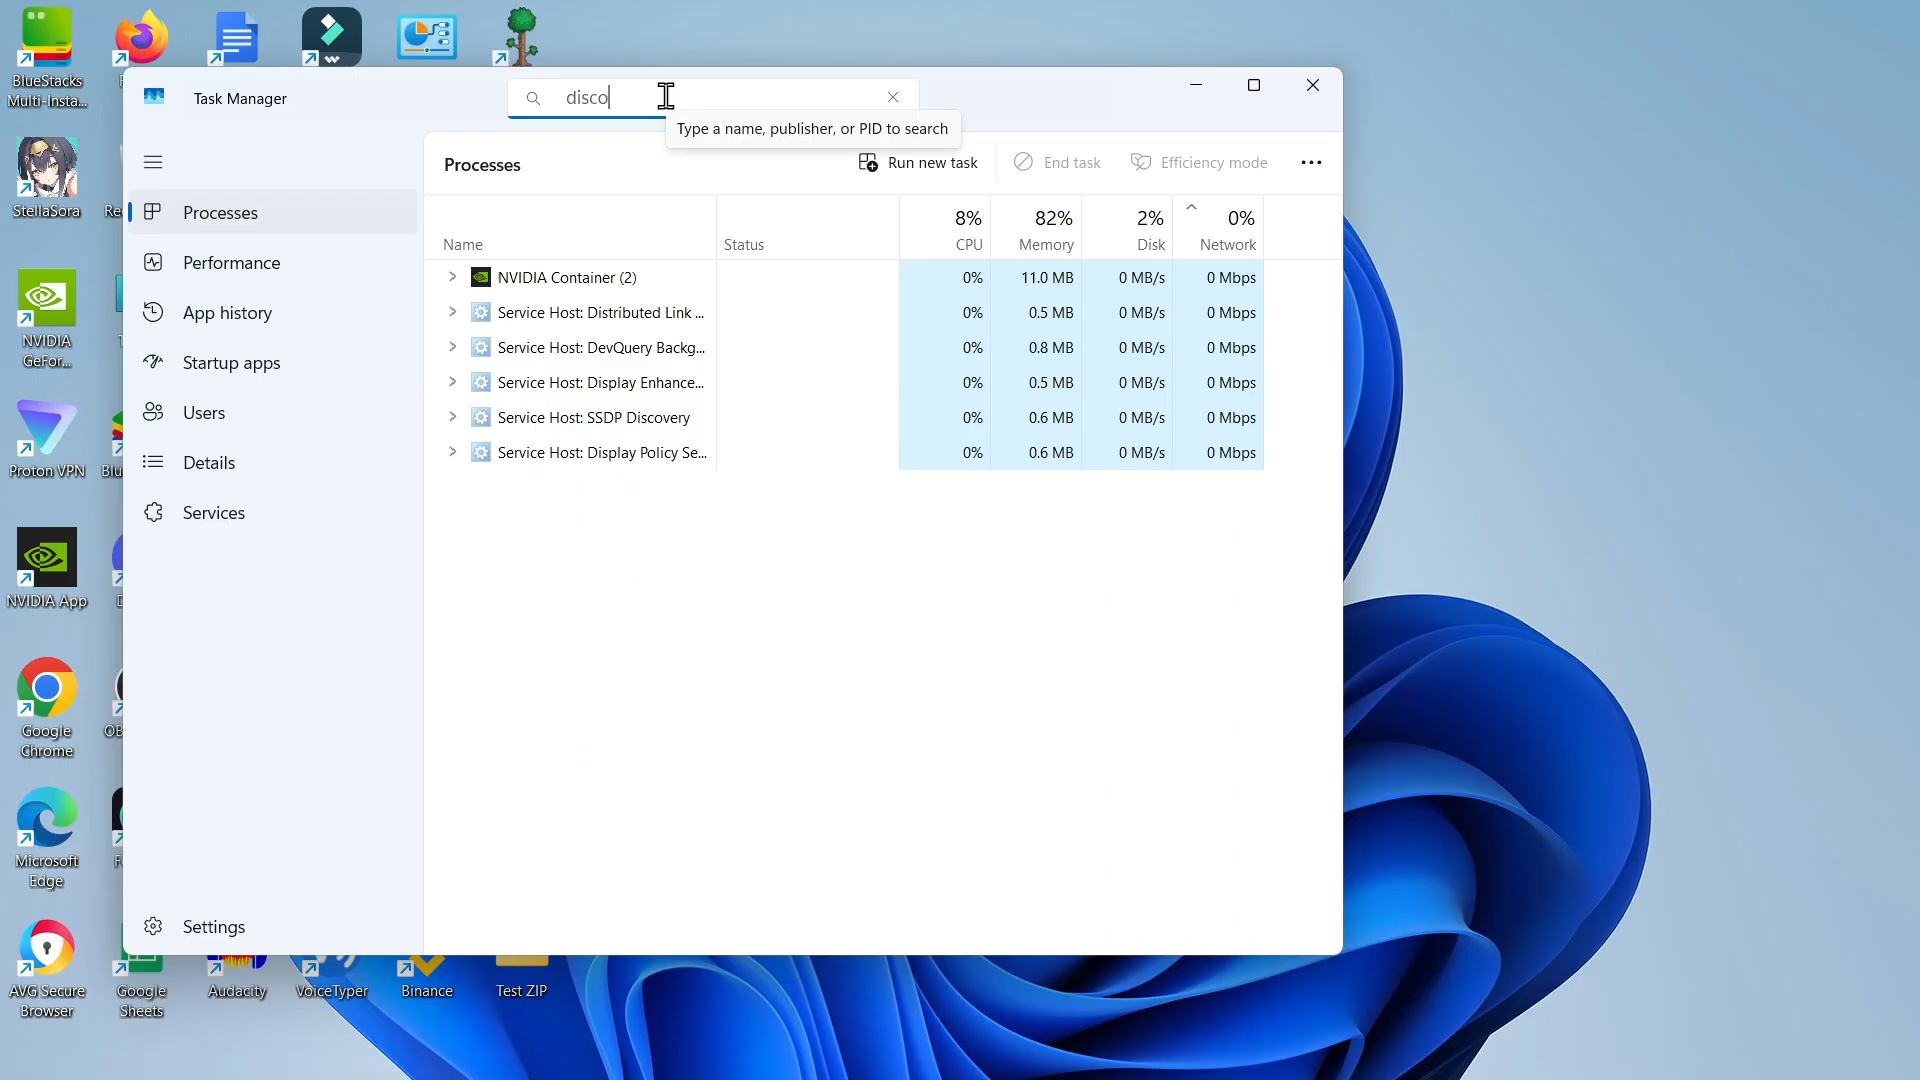 BlueStacks
Multi-Insta...
StellaSora
NVIDIA
GeFor...
Proton VPN
NVIDIA App
Google
Chrome
Microsoft
Edge
AVG Secure
Browser
Google
Sheets
Audacity
VoiceTyper
Binance
Test ZIP
Task Manager
disco
Type a name, publisher, or PID to search
Processes
Performance
App history
Startup apps
Users
Details
Services
Settings
Processes
Run new task
End task
Efficiency mode
Name
Status
8%
CPU
82%
Memory
2%
Disk
0%
Network
NVIDIA Container (2) 0% 11.0 MB 0 MB/s 0 Mbps
Service Host: Distributed Link ... 0% 0.5 MB 0 MB/s 0 Mbps
Service Host: DevQuery Backg... 0% 0.8 MB 0 MB/s 0 Mbps
Service Host: Display Enhance... 0% 0.5 MB 0 MB/s 0 Mbps
Service Host: SSDP Discovery 0% 0.6 MB 0 MB/s 0 Mbps
Service Host: Display Policy Se... 0% 0.6 MB 0 MB/s 0 Mbps